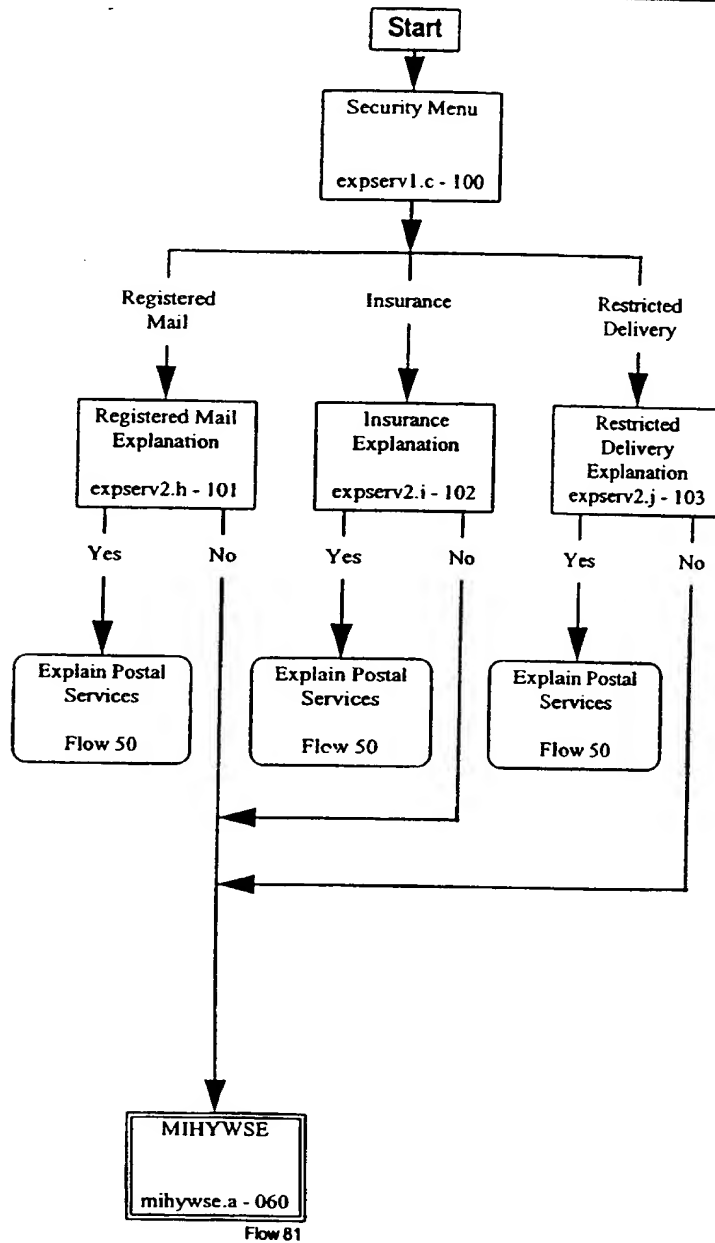 Start
Security Menu
expserv1.c - 100
Registered
Mail
Insurance
Restricted
Delivery
Registered Mail
Explanation
expserv2.h - 101
Insurance
Explanation
expserv2.i - 102
Restricted
Delivery
Explanation
expserv2.j - 103
Yes
No
Yes
No
Yes
No
Explain Postal
Services
Flow 50
Explain Postal
Services
Flow 50
Explain Postal
Services
Flow 50
MIHYWSE
mihywse.a - 060
Flow 81